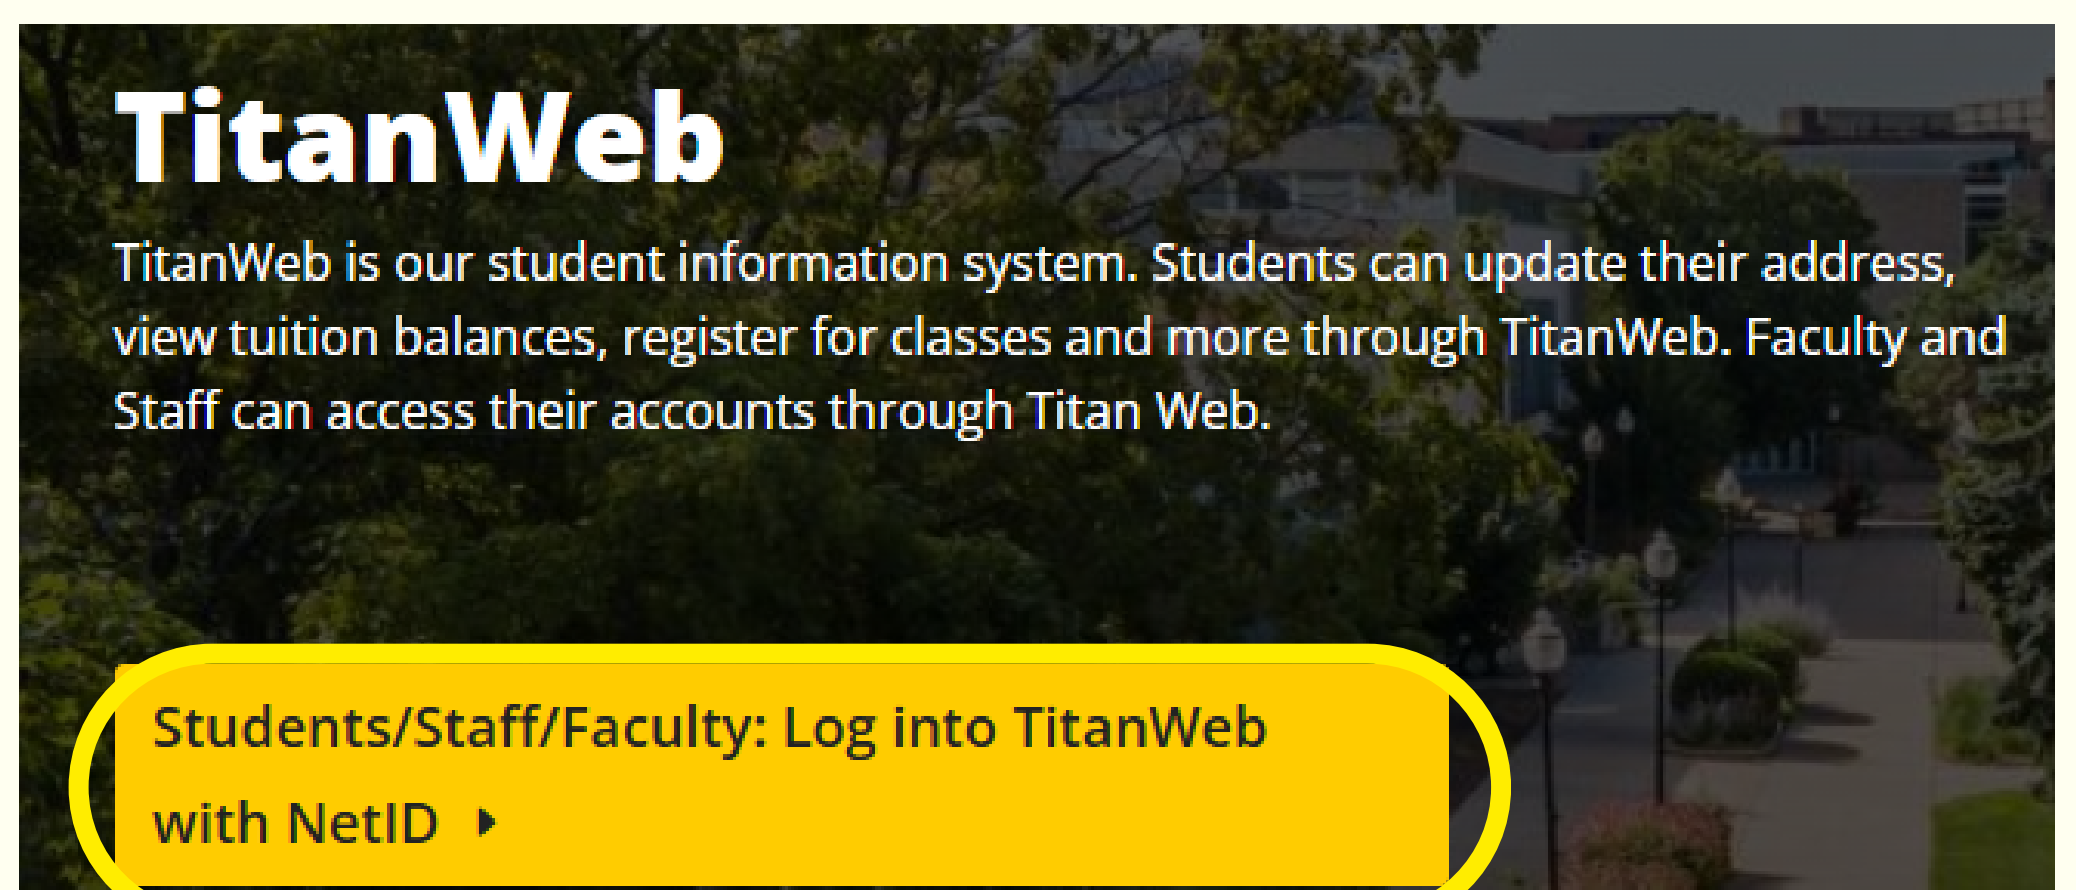 TitanWeb
TitanWeb is our student information system. Students can update their address,
view tuition balances, register for classes and more through TitanWeb. Faculty and
Staff can access their accounts through Titan Web.
Students/Staff/Faculty: Log into TitanWeb
with NetID